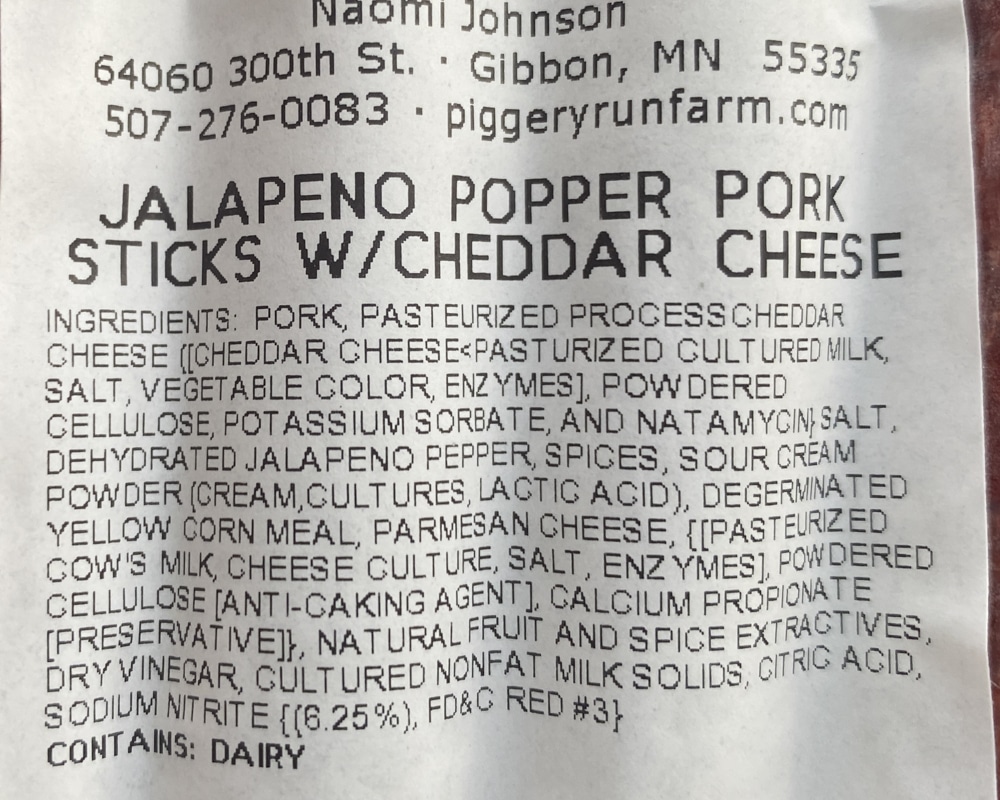 Naomi Johnson
64060 300th St. · Gibbon, MN 55335
507-276-0083 · piggeryrunfarm.com
JALAPENO POPPER PORK
STICKS W/CHEDDAR CHEESE
INGREDIENTS: PORK, PASTEURIZED PROCESS CHEDDAR
CHEESE ([CHEDDAR CHEESE<PASTURIZED CULTURED MILK,
SALT, VEGETABLE COLOR, ENZYMES], POWDERED
CELLULOSE, POTASSIUM SORBATE, AND NATAMYCIN}, SALT,
DEHYDRATED JALAPENO PEPPER, SPICES, SOUR CREAM
POWDER (CREAM,CULTURES, LACTIC ACID), DEGERMINATED
YELLOW CORN MEAL, PARMESAN CHEESE, {[PASTEURIZED
COW'S MILK, CHEESE CULTURE, SALT, ENZYMES], POWDERED
CELLULOSE [ANTI-CAKING AGENT], CALCIUM PROPIONATE
[PRESERVATIVE]}, NATURAL FRUIT AND SPICE EXTRACTIVES,
DRY VINEGAR, CULTURED NONFAT MILK SOLIDS, CITRIC ACID,
SODIUM NITRITE {(6.25%), FD&C RED #3}
CONTAINS: DAIRY